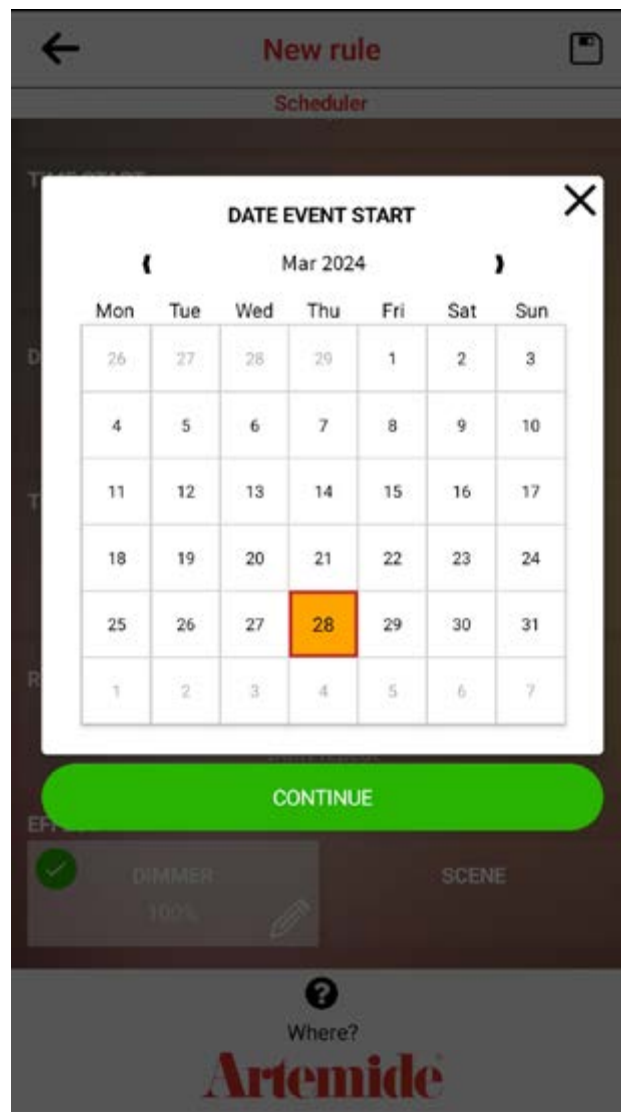 New rule
Scheduler
DATE EVENT START
Mar 2024
Mon Tue Wed Thu Fri Sat Sun
26 27 28 29 1 2 3
4 5 6 7 8 9 10
11 12 13 14 15 16 17
18 19 20 21 22 23 24
25 26 27 28 29 30 31
1 2 3 4 5 6 7
CONTINUE
DIMMER SCENE
100%
Where?
Artemide